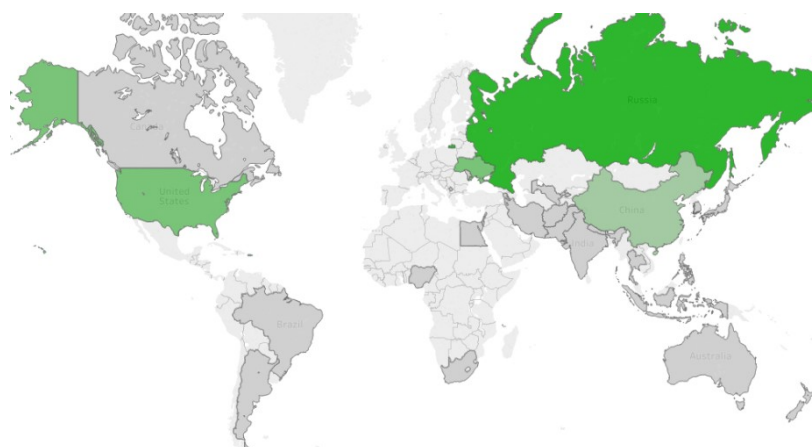 Canada
Russia
United
States
China
India
Brazil
Australia